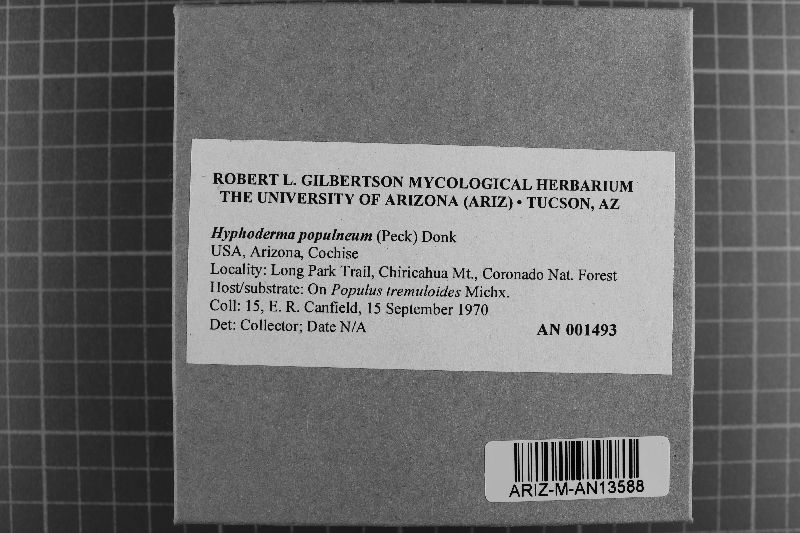 ROBERT L. GILBERTSON MYCOLOGICAL HERBARIUM
THE UNIVERSITY OF ARIZONA (ARIZ) • TUCSON, AZ
Hyphoderma populneum (Peck) Donk
USA, Arizona, Cochise
Locality: Long Park Trail, Chiricahua Mt., Coronado Nat. Forest
Host/substrate: On Populus tremuloides Michx.
Coll: 15, E. R. Canfield, 15 September 1970
Det: Collector; Date N/A
AN 001493
ARIZ-M-AN13588